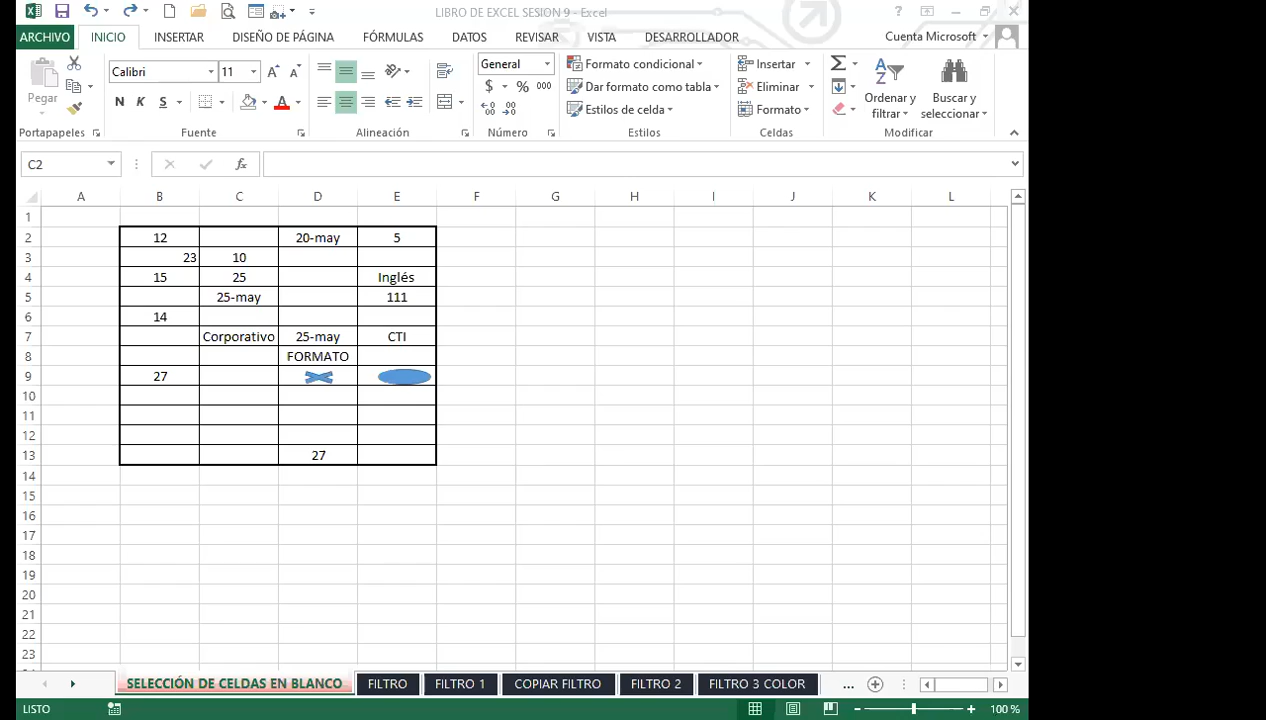 LIBRO DE EXCEL SESION 9 - Excel
ARCHIVO INICIO INSERTAR DISEÑO DE PÁGINA FÓRMULAS DATOS REVISAR VISTA DESARROLLADOR Cuenta Microsoft
Pegar
Calibri 11
N K S
General
$ % 000
Formato condicional
Dar formato como tabla
Estilos de celda
Insertar
Eliminar
Formato
Ordenar y
filtrar
Buscar y
seleccionar
Portapapeles Fuente Alineación Número Estilos Celdas Modificar
C2 fx
A B C D E F G H I J K L
1
2 12 20-may 5
3 23 10
4 15 25 Inglés
5 25-may 111
6 14
7 Corporativo 25-may CTI
8 FORMATO
9 27
10
11
12
13 27
14
15
16
17
18
19
20
21
22
23
SELECCIÓN DE CELDAS EN BLANCO FILTRO FILTRO 1 COPIAR FILTRO FILTRO 2 FILTRO 3 COLOR ...
LISTO 100 %